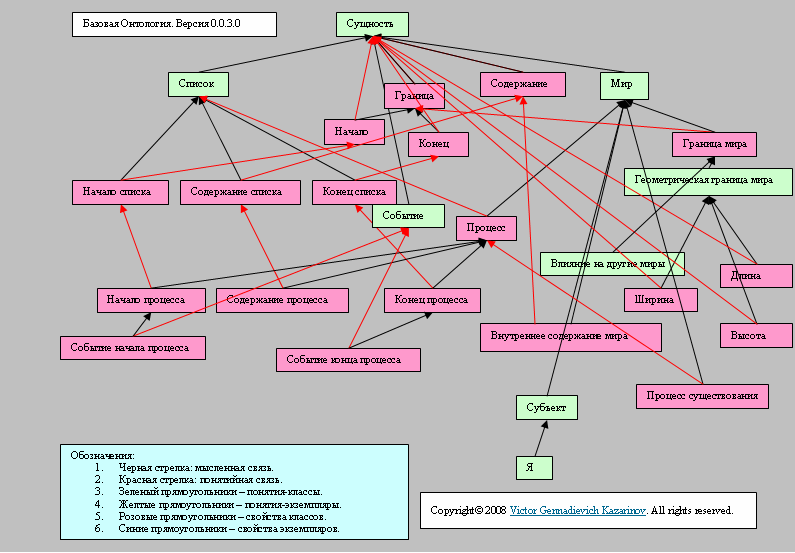 Базовая Онтология. Версия 0.0.3.0
Сущность
Список
Граница
Содержание
Мир
Начало
Конец
Граница мира
Начало списка
Содержание списка
Конец списка
Геометрическая граница мира
Событие
Процесс
Влияние на другие миры
Длина
Начало процесса
Содержание процесса
Конец процесса
Ширина
Событие начала процесса
Внутреннее содержание мира
Высота
Событие конца процесса
Процесс существования
Субъект
Я
Обозначения:
1. Черная стрелка: мысленная связь.
2. Красная стрелка: понятийная связь.
3. Зеленый прямоугольники – понятия-классы.
4. Желтые прямоугольники – понятия-экземпляры.
5. Розовые прямоугольники – свойства классов.
6. Синие прямоугольники – свойства экземпляров.
Copyright© 2008 Victor Gennadievich Kazarinov. All rights reserved.